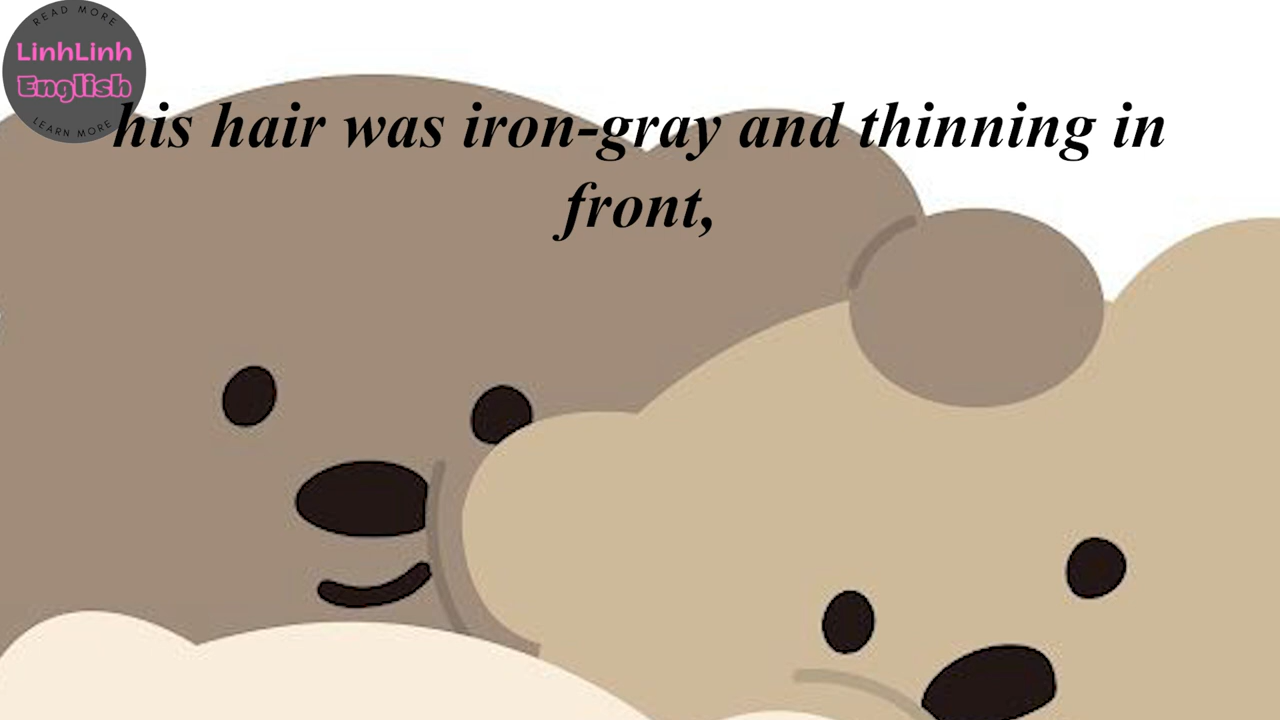 READ MORE
LinhLinh
English
LEARN MORE
his hair was iron-gray and thinning in
front,